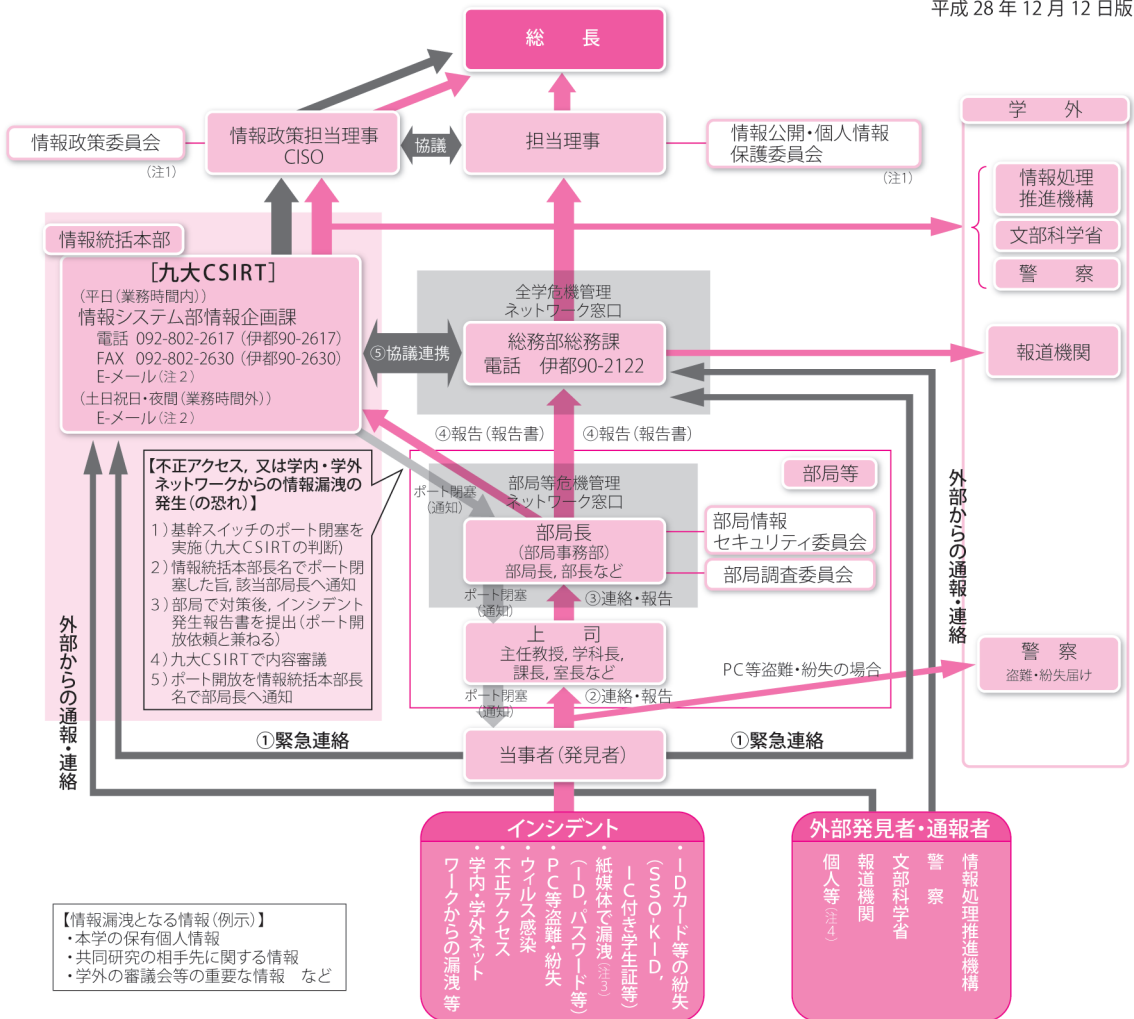 平成 28 年 12 月 12 日版
総　長
情報政策委員会
(注1)
情報政策担当理事
CISO
協議
担当理事
情報公開・個人情報
保護委員会
(注1)
学　外
情報処理
推進機構
文部科学省
警　察
報道機関
警　察
盗難・紛失届け
情報統括本部
[九大CSIRT]
(平日(業務時間内))
情報システム部情報企画課
電話 092-802-2617 (伊都90-2617)
FAX 092-802-2630 (伊都90-2630)
E-メール(注2)
(土日祝日・夜間(業務時間外))
E-メール(注2)
⑤協議連携
全学危機管理
ネットワーク窓口
総務部総務課
電話　伊都90-2122
④報告(報告書)
④報告(報告書)
【不正アクセス，又は学内・学外
ネットワークからの情報漏洩の
発生(の恐れ)】
1)基幹スイッチのポート閉塞を
実施(九大CSIRTの判断)
2)情報統括本部長名でポート閉
塞した旨，該当部局長へ通知
3)部局で対策後，インシデント
発生報告書を提出(ポート開
放依頼と兼ねる)
4)九大CSIRTで内容審議
5)ポート開放を情報統括本部長
名で部局長へ通知
ポート閉塞
(通知)
部局等危機管理
ネットワーク窓口
部局等
部局長
(部局事務部)
部局長，部長など
部局情報
セキュリティ委員会
部局調査委員会
ポート閉塞
(通知)
③連絡・報告
上　司
主任教授，学科長，
課長，室長など
PC等盗難・紛失の場合
ポート閉塞
(通知)
②連絡・報告
外部からの通報・連絡
外部からの通報・連絡
①緊急連絡
当事者(発見者)
①緊急連絡
インシデント
・IDカード等の紛失
(SSO-KID，
IC付き学生証等)
・紙媒体で漏洩(注3)
(ID，パスワード等)
・PC等盗難・紛失
・ウィルス感染
・不正アクセス
・学内・学外ネット
ワークからの漏洩 等
外部発見者・通報者
情報処理推進機構
警　察
文部科学省
報道機関
個人等(注4)
【情報漏洩となる情報(例示)】
・本学の保有個人情報
・共同研究の相手先に関する情報
・学外の審議会等の重要な情報　など